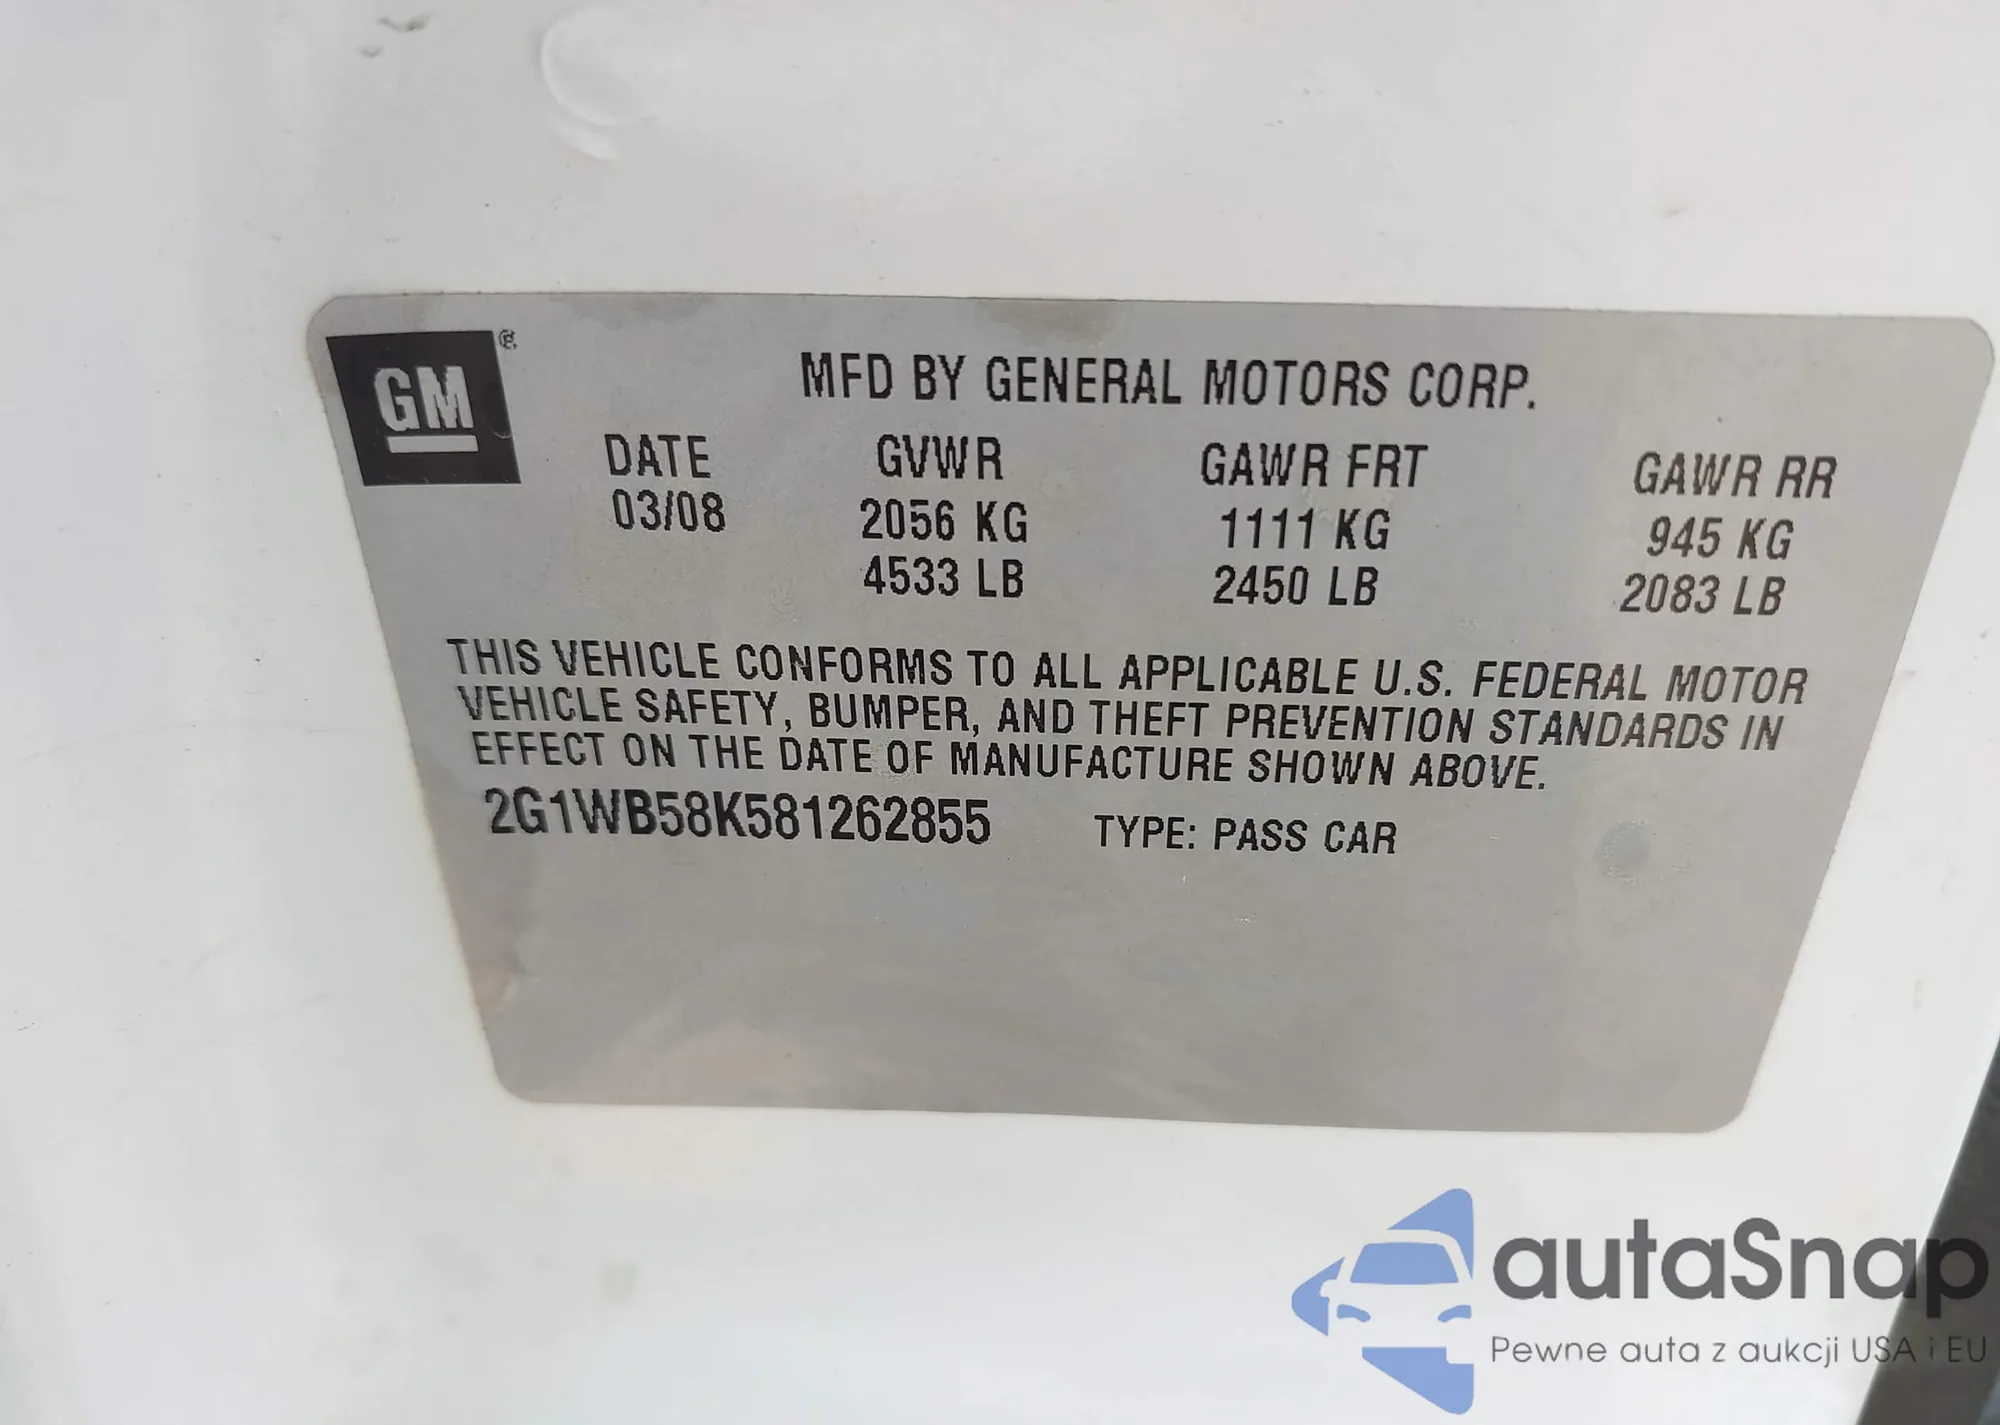 GM ®
MFD BY GENERAL MOTORS CORP.
DATE GVWR GAWR FRT GAWR RR
03/08 2056 KG 1111 KG 945 KG
4533 LB 2450 LB 2083 LB
THIS VEHICLE CONFORMS TO ALL APPLICABLE U.S. FEDERAL MOTOR
VEHICLE SAFETY, BUMPER, AND THEFT PREVENTION STANDARDS IN
EFFECT ON THE DATE OF MANUFACTURE SHOWN ABOVE.
2G1WB58K581262855 TYPE: PASS CAR
autaSnap
Pewne auta z aukcji USA i EU